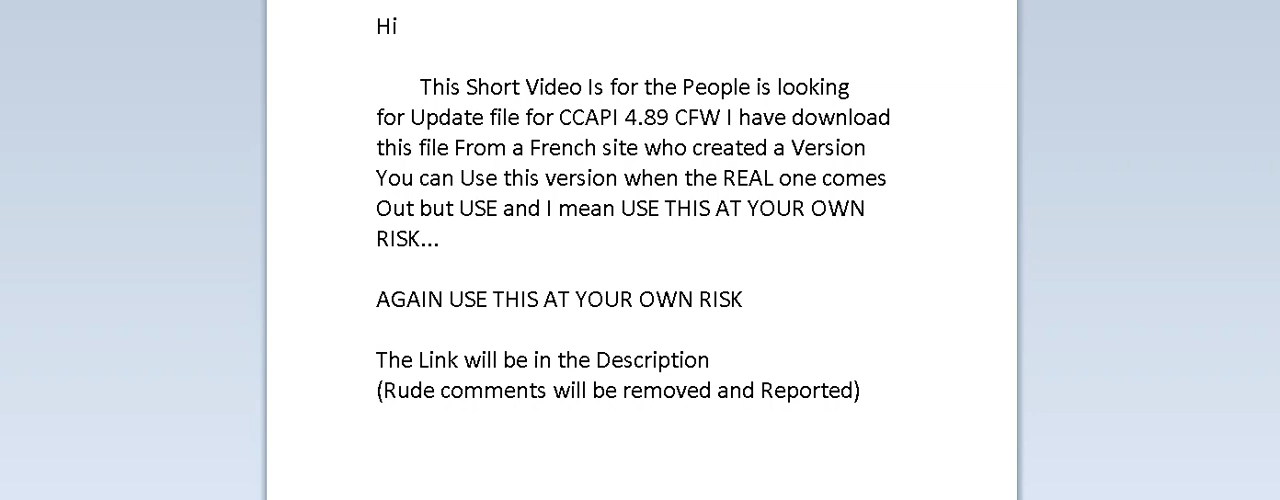 Hi
This Short Video Is for the People is looking
for Update file for CCAPI 4.89 CFW I have download
this file From a French site who created a Version
You can Use this version when the REAL one comes
Out but USE and I mean USE THIS AT YOUR OWN
RISK...
AGAIN USE THIS AT YOUR OWN RISK
The Link will be in the Description
(Rude comments will be removed and Reported)